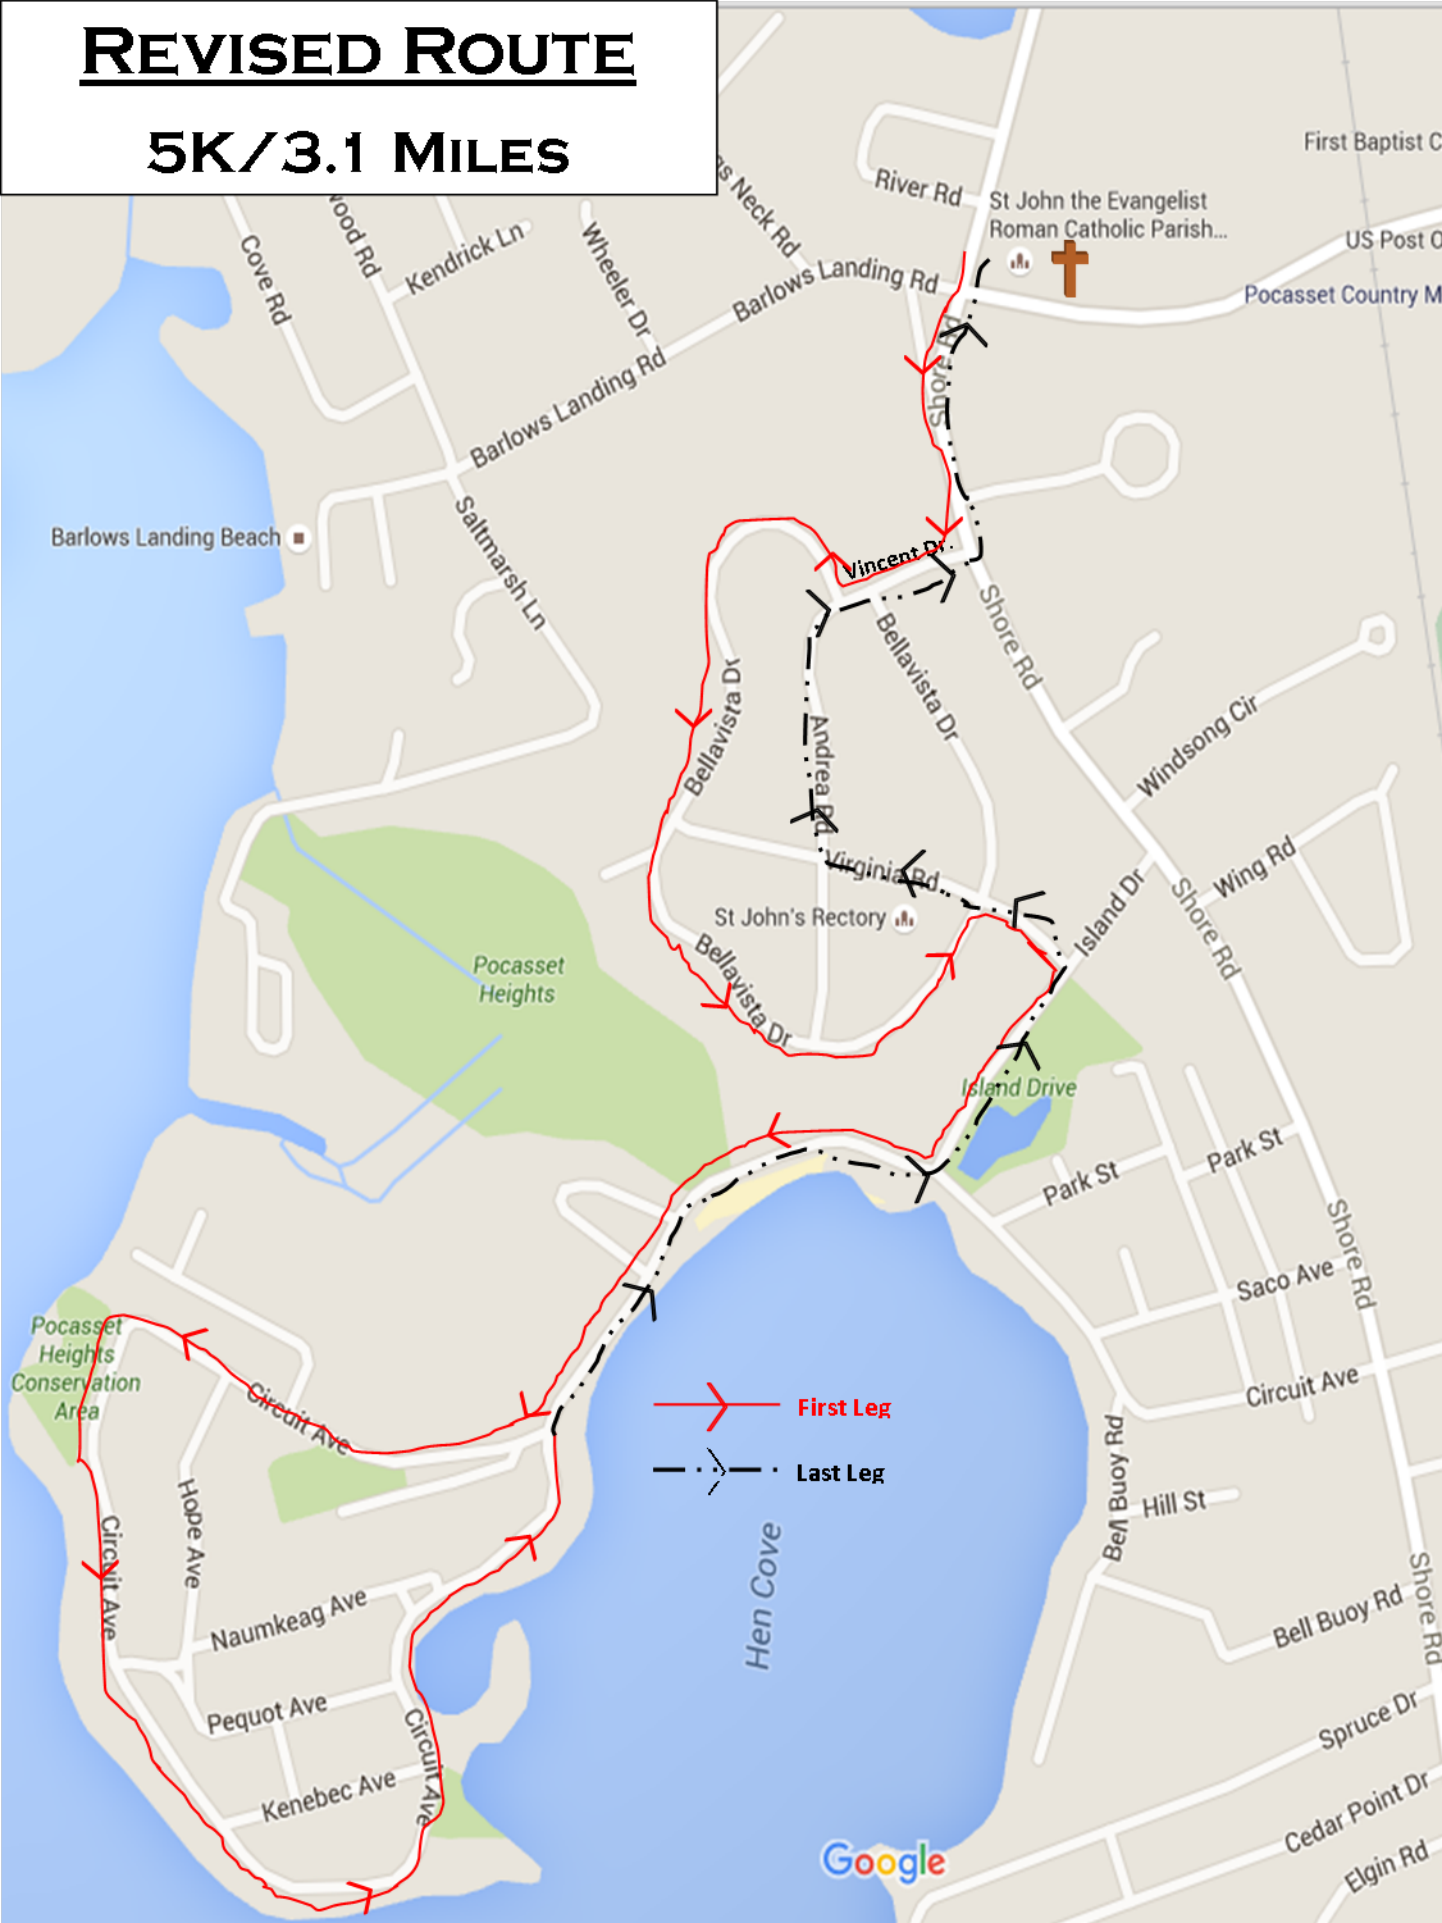 REVISED ROUTE
5K/3.1 MILES
First Baptist C
River Rd
St John the Evangelist
Roman Catholic Parish...
US Post O
gs Neck Rd
Barlows Landing Rd
Pocasset Country M
Cove Rd
wood Rd
Kendrick Ln
Wheeler Dr
Shore Rd
Barlows Landing Rd
Barlows Landing Beach
Saltmarsh Ln
Vincent Dr.
Shore Rd
Bellavista Dr
Bellavista Dr
Andrea Rd
Windsong Cir
Virginia Rd
Wing Rd
Island Dr
Shore Rd
St John's Rectory
Bellavista Dr
Pocasset
Heights
Island Drive
Park St
Park St
Shore Rd
Saco Ave
Circuit Ave
Pocasset
Heights
Conservation
Area
Circuit Ave
First Leg
Last Leg
Bell Buoy Rd
Hill St
Hope Ave
Circuit Ave
Hen Cove
Naumkeag Ave
Bell Buoy Rd
Shore Rd
Pequot Ave
Circuit Ave
Kenebec Ave
Spruce Dr
Cedar Point Dr
Elgin Rd
Google